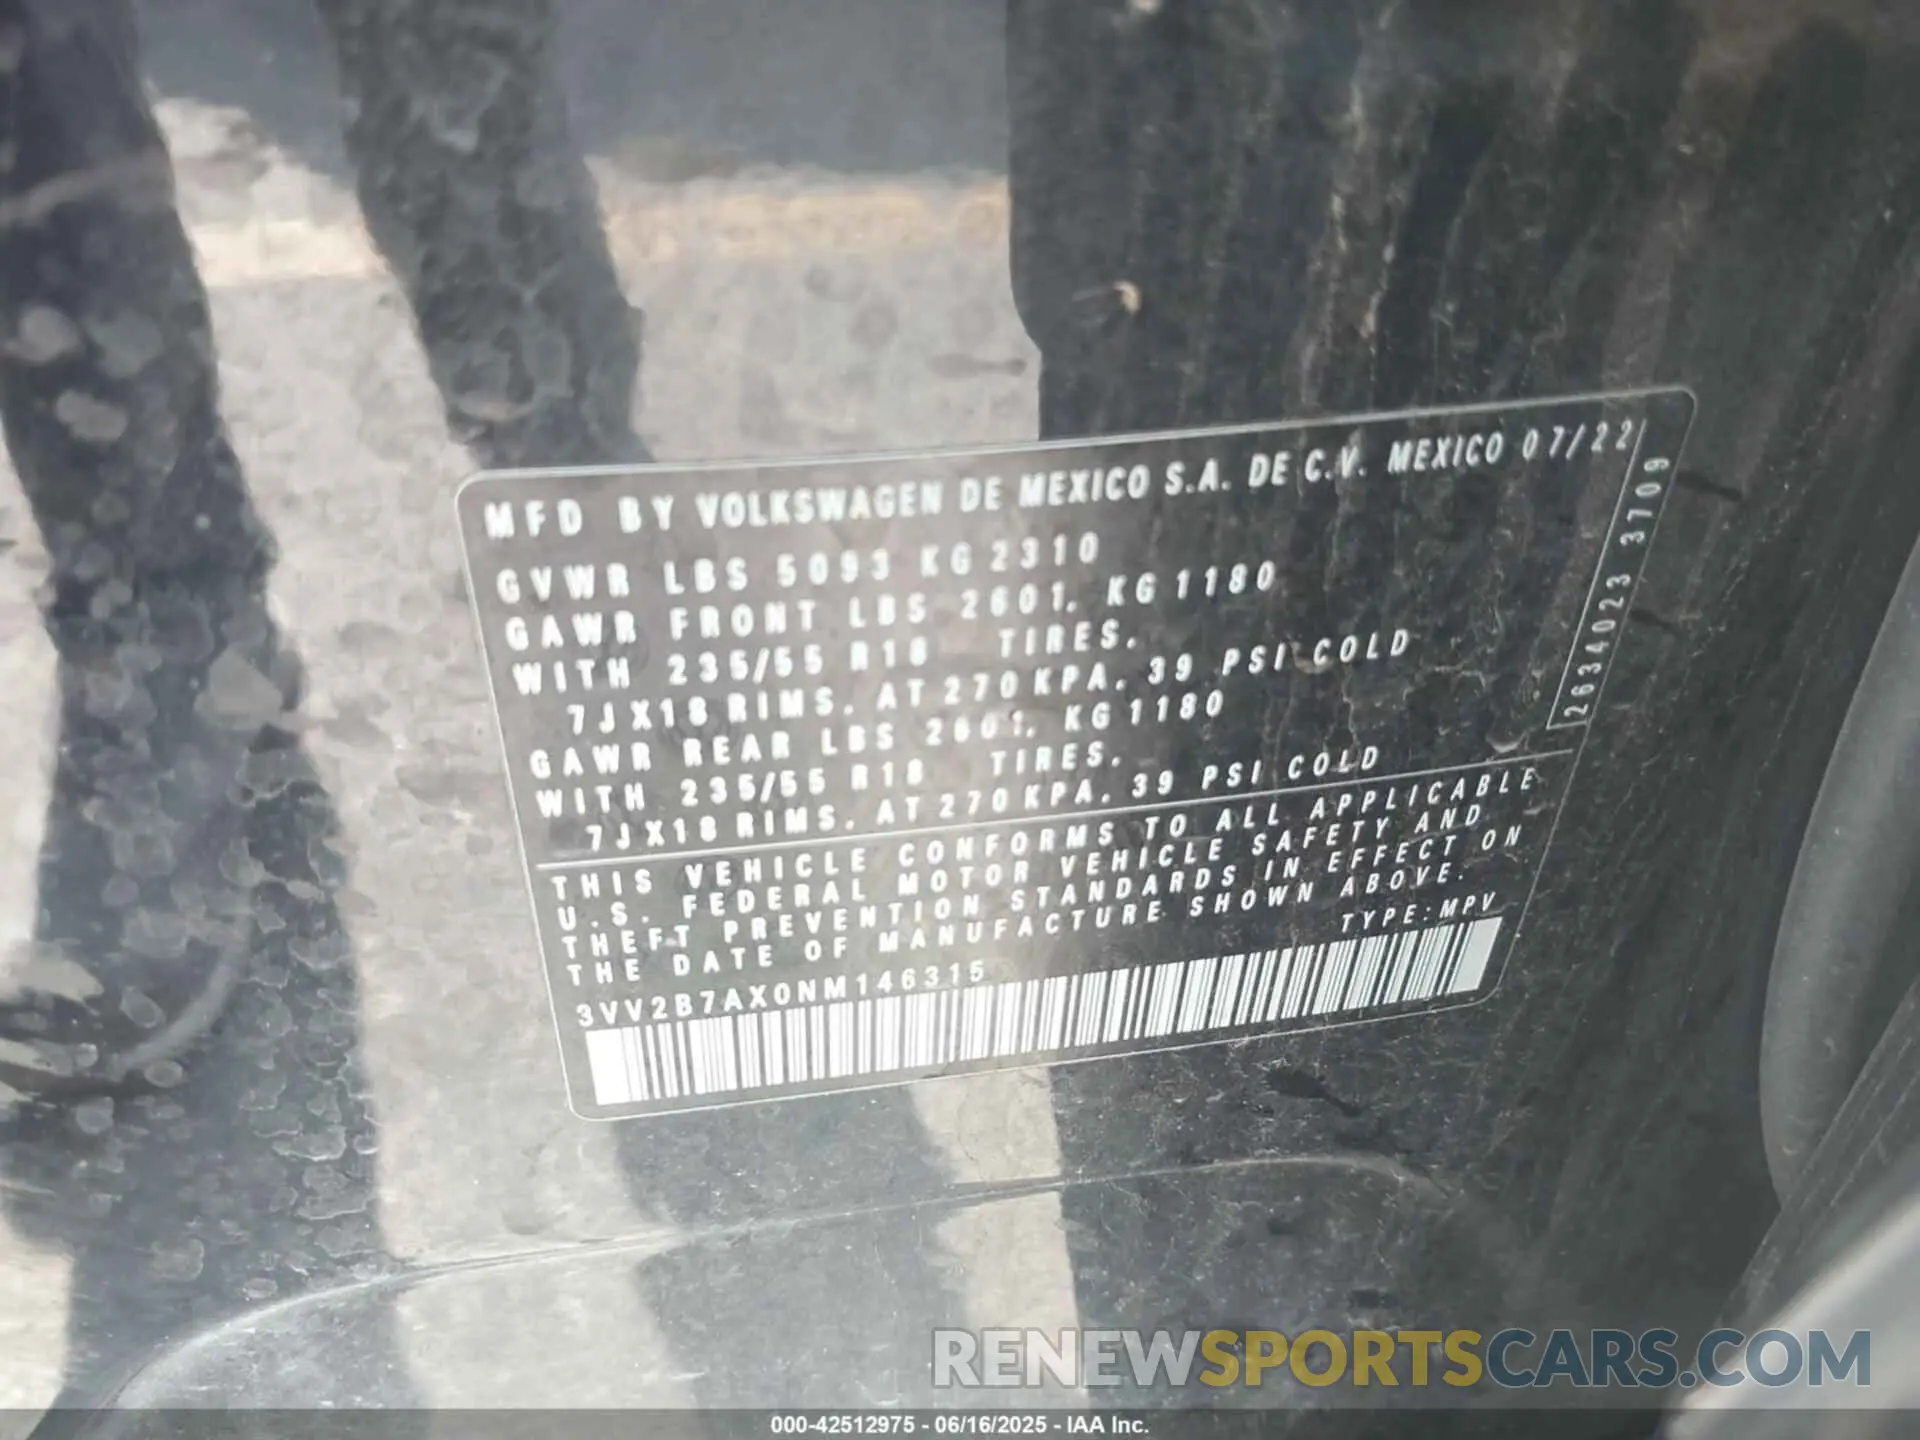 MFD BY VOLKSWAGEN DE MEXICO S.A. DE C.V. MEXICO 07/22
GVWR LBS 5093 KG 2310
GAWR FRONT LBS 2601. KG 1180
WITH 235/55 R18 TIRES.
7JX18 RIMS. AT 270 KPA. 39 PSI COLD
GAWR REAR LBS 2601. KG 1180
WITH 235/55 R18 TIRES.
7JX18 RIMS. AT 270 KPA. 39 PSI COLD
2634023 3709
THIS VEHICLE CONFORMS TO ALL APPLICABLE
U.S. FEDERAL MOTOR VEHICLE SAFETY AND
THEFT PREVENTION STANDARDS IN EFFECT ON
THE DATE OF MANUFACTURE SHOWN ABOVE.
TYPE: MPV
3VV2B7AX0NM146315
RENEWSPORTSCARS.COM
000-42512975 - 06/16/2025 - IAA Inc.